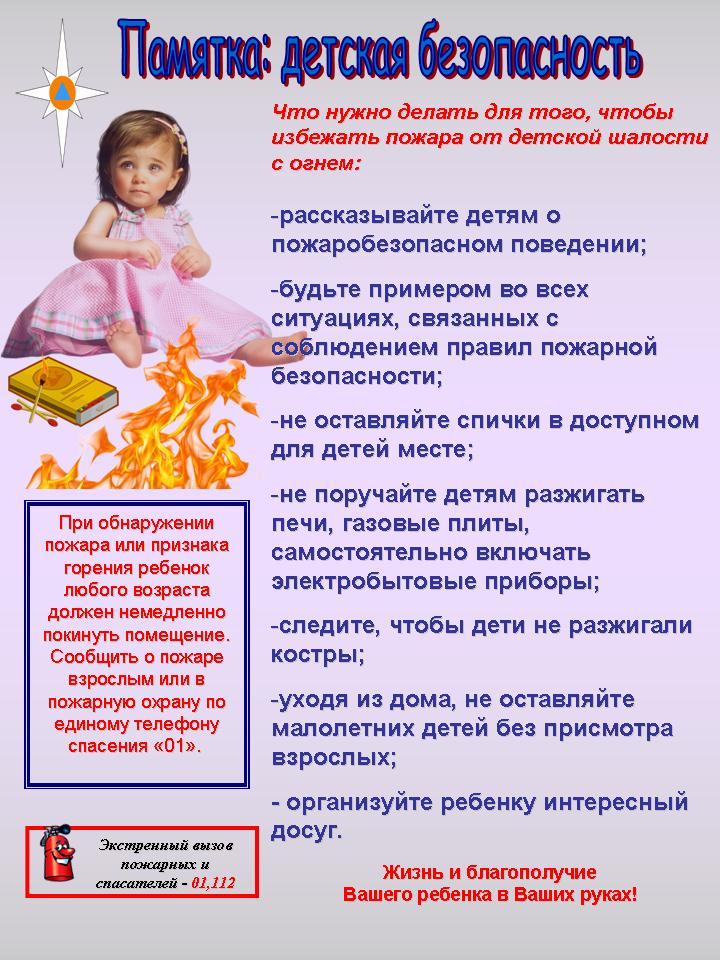 Памятка: детская безопасность
Что нужно делать для того, чтобы
избежать пожара от детской шалости
с огнем:
-рассказывайте детям о
пожаробезопасном поведении;
-будьте примером во всех
ситуациях, связанных с
соблюдением правил пожарной
безопасности;
-не оставляйте спички в доступном
для детей месте;
-не поручайте детям разжигать
печи, газовые плиты,
самостоятельно включать
электробытовые приборы;
-следите, чтобы дети не разжигали
костры;
-уходя из дома, не оставляйте
малолетних детей без присмотра
взрослых;
- организуйте ребенку интересный
досуг.
При обнаружении
пожара или признака
горения ребенок
любого возраста
должен немедленно
покинуть помещение.
Сообщить о пожаре
взрослым или в
пожарную охрану по
единому телефону
спасения «01».
Экстренный вызов
пожарных и
спасателей - 01,112
Жизнь и благополучие
Вашего ребенка в Ваших руках!